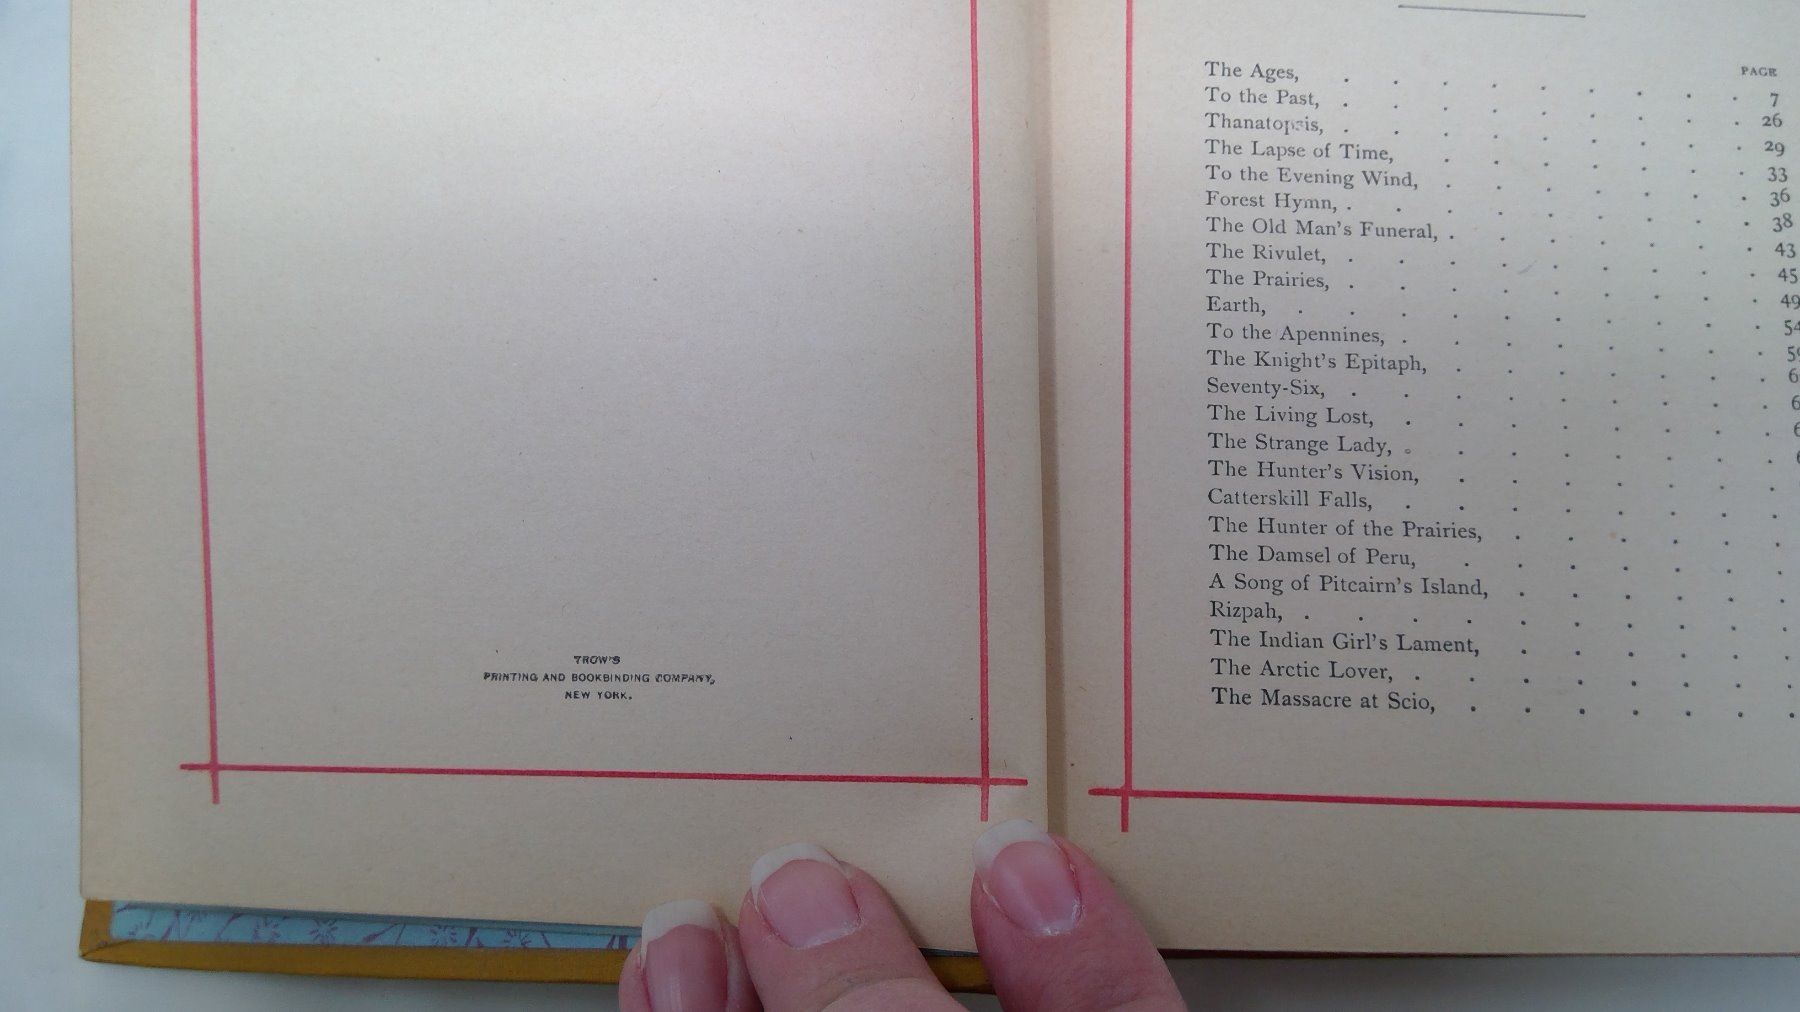 TROW'S
PRINTING AND BOOKBINDING COMPANY,
NEW YORK.
PAGE
The Ages, . . . . . . . . . 7
To the Past, . . . . . . . . . 26
Thanatopsis, . . . . . . . . . 29
The Lapse of Time, . . . . . . . 33
To the Evening Wind, . . . . . . . 36
Forest Hymn, . . . . . . . . . 38
The Old Man's Funeral, . . . . . . . 43
The Rivulet, . . . . . . . . . 45
The Prairies, . . . . . . . . . 49
Earth, . . . . . . . . . . 54
To the Apennines, . . . . . . . .
The Knight's Epitaph, . . . . . . .
Seventy-Six, . . . . . . . . .
The Living Lost, . . . . . . . .
The Strange Lady, . . . . . . . .
The Hunter's Vision, . . . . . . .
Catterskill Falls, . . . . . . . .
The Hunter of the Prairies, . . . . . .
The Damsel of Peru, . . . . . . .
A Song of Pitcairn's Island, . . . . . .
Rizpah, . . . . . . . . . .
The Indian Girl's Lament, . . . . . .
The Arctic Lover, . . . . . . . .
The Massacre at Scio, . . . . . . .